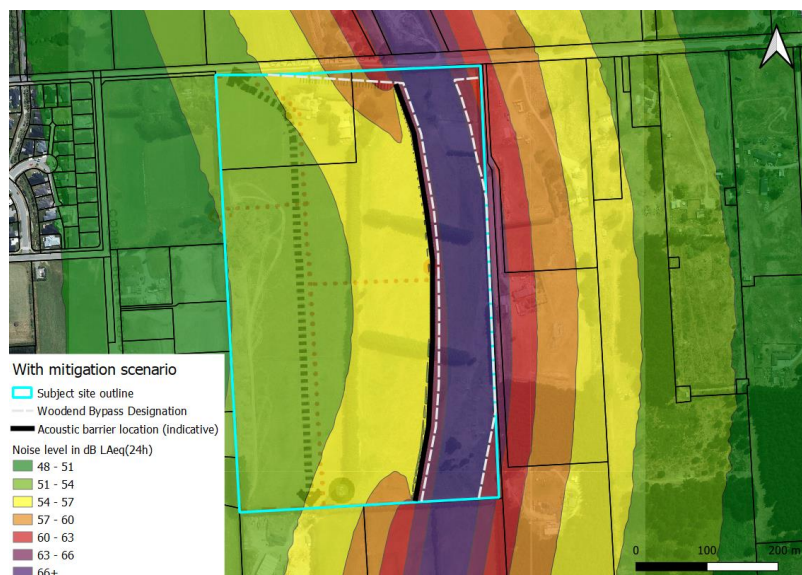 With mitigation scenario
Subject site outline
Woodend Bypass Designation
Acoustic barrier location (indicative)
Noise level in dB LAeq(24h)
48 - 51
51 - 54
54 - 57
57 - 60
60 - 63
63 - 66
66+
0 100 200 m